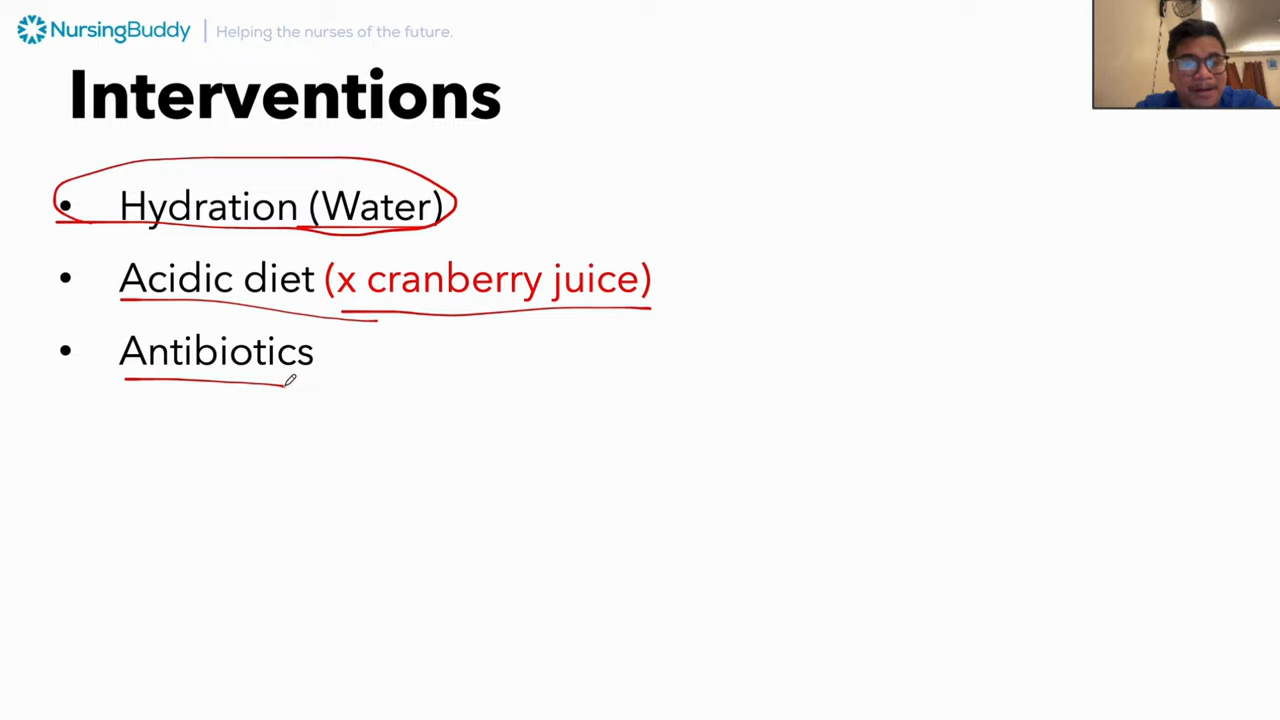 NursingBuddy | Helping the nurses of the future.
Interventions
• Hydration (Water)
• Acidic diet (x cranberry juice)
• Antibiotics